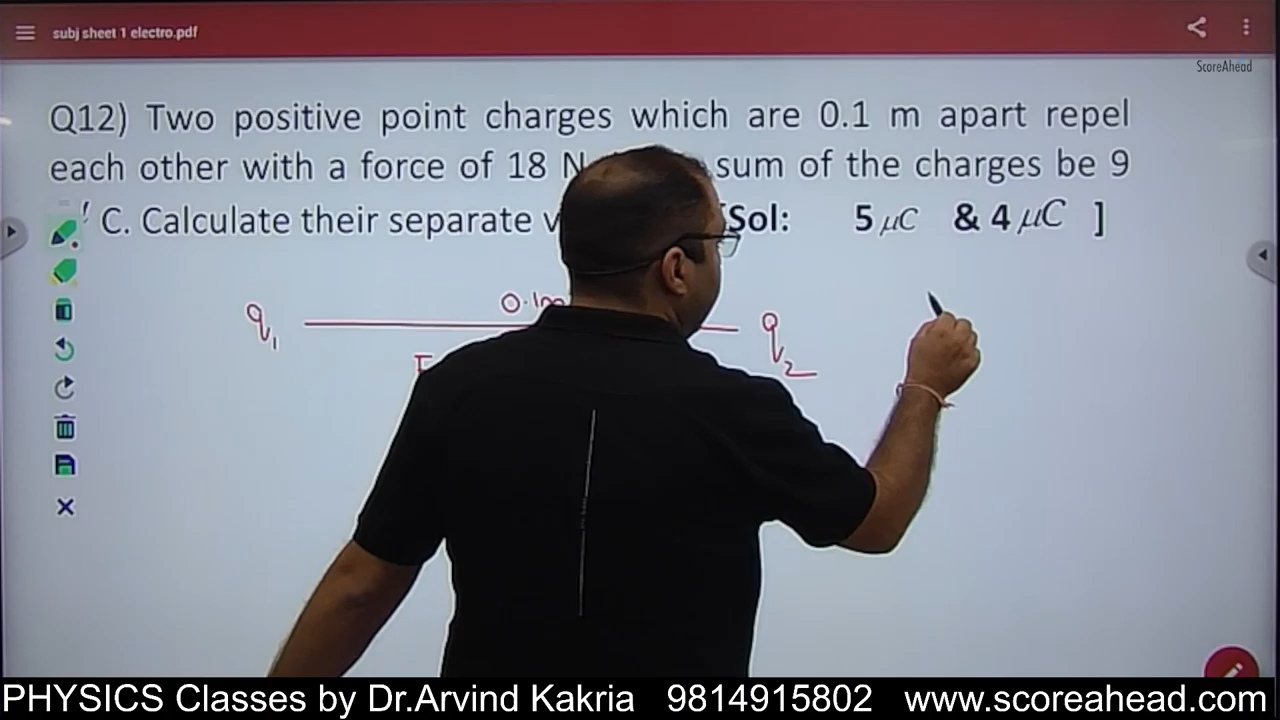 subj sheet 1 electro.pdf
ScoreAhead
Q12) Two positive point charges which are 0.1 m apart repel
each other with a force of 18 N sum of the charges be 9
C. Calculate their separate Sol: 5 μC & 4 μC ]
0.1m
q1 q2
PHYSICS Classes by Dr.Arvind Kakria 9814915802 www.scoreahead.com